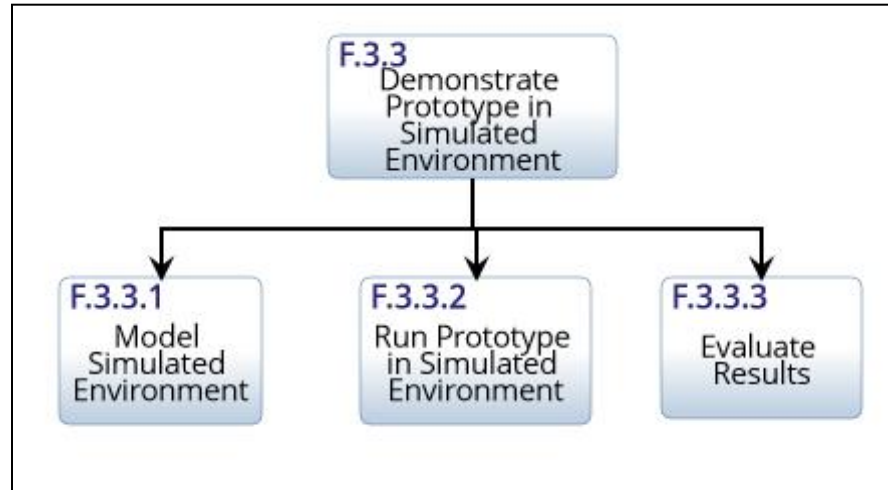 F.3.3
Demonstrate
Prototype in
Simulated
Environment
F.3.3.1
Model
Simulated
Environment
F.3.3.2
Run Prototype
in Simulated
Environment
F.3.3.3
Evaluate
Results